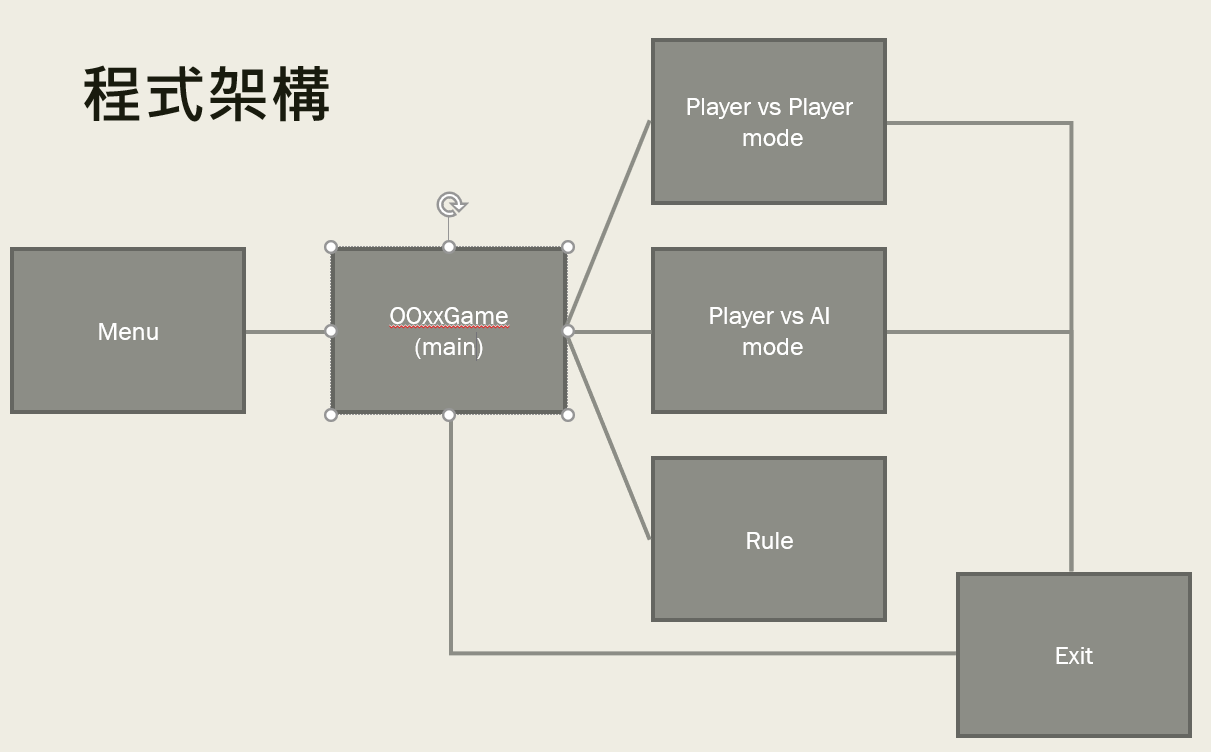 程式架構
Player vs Player
mode
Menu
OOxxGame
(main)
Player vs AI
mode
Rule
Exit